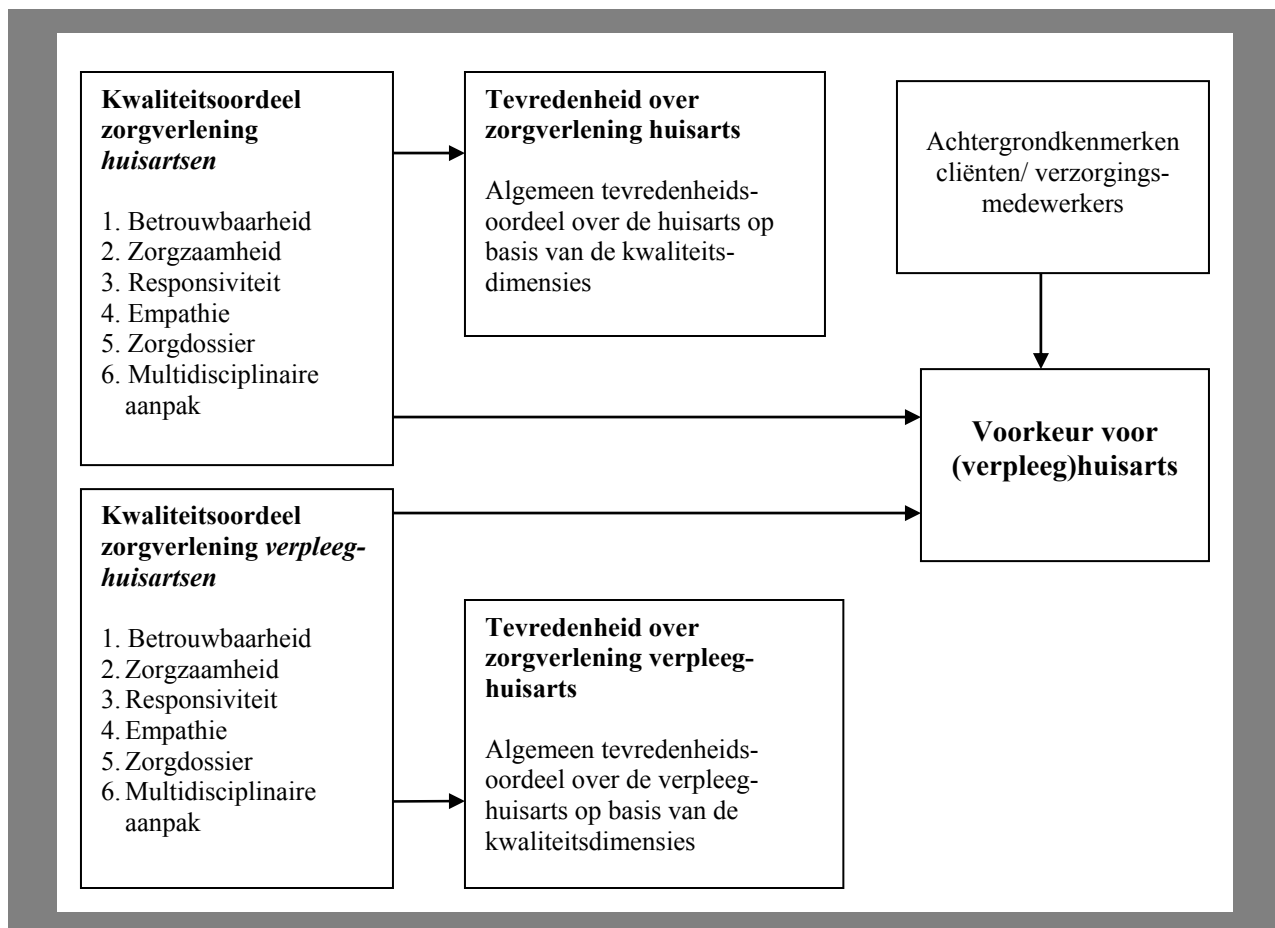 Kwaliteitsoordeel
zorgverlening
huisartsen
1. Betrouwbaarheid
2. Zorgzaamheid
3. Responsiviteit
4. Empathie
5. Zorgdossier
6. Multidisciplinaire
aanpak
Tevredenheid over
zorgverlening huisarts
Algemeen tevredenheids-
oordeel over de huisarts op
basis van de kwaliteits-
dimensies
Achtergrondkenmerken
cliënten/ verzorgings-
medewerkers
Voorkeur voor
(verpleeg)huisarts
Kwaliteitsoordeel
zorgverlening verpleeg-
huisartsen
1. Betrouwbaarheid
2. Zorgzaamheid
3. Responsiviteit
4. Empathie
5. Zorgdossier
6. Multidisciplinaire
aanpak
Tevredenheid over
zorgverlening verpleeg-
huisarts
Algemeen tevredenheids-
oordeel over de verpleeg-
huisarts op basis van de
kwaliteitsdimensies